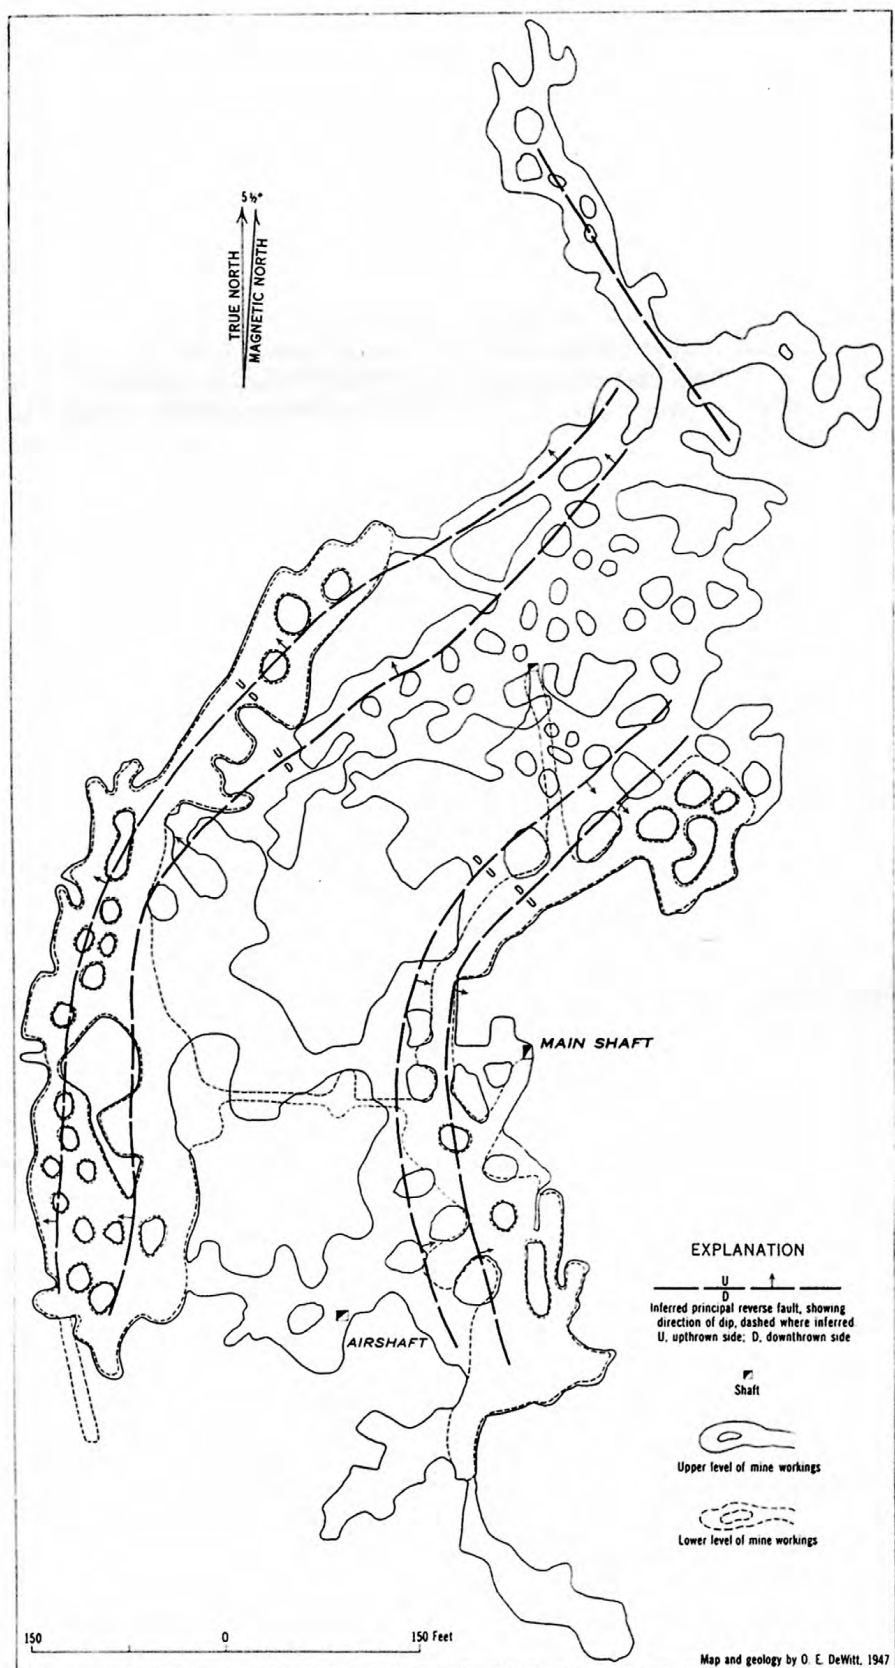 5½°
TRUE NORTH
MAGNETIC NORTH
U
D
U
D
D
U
D
U
MAIN SHAFT
AIRSHAFT
EXPLANATION
U
D
Inferred principal reverse fault, showing
direction of dip, dashed where inferred
U, upthrown side; D, downthrown side
Shaft
Upper level of mine workings
Lower level of mine workings
150 0 150 Feet
Map and geology by O. E. DeWitt, 1947